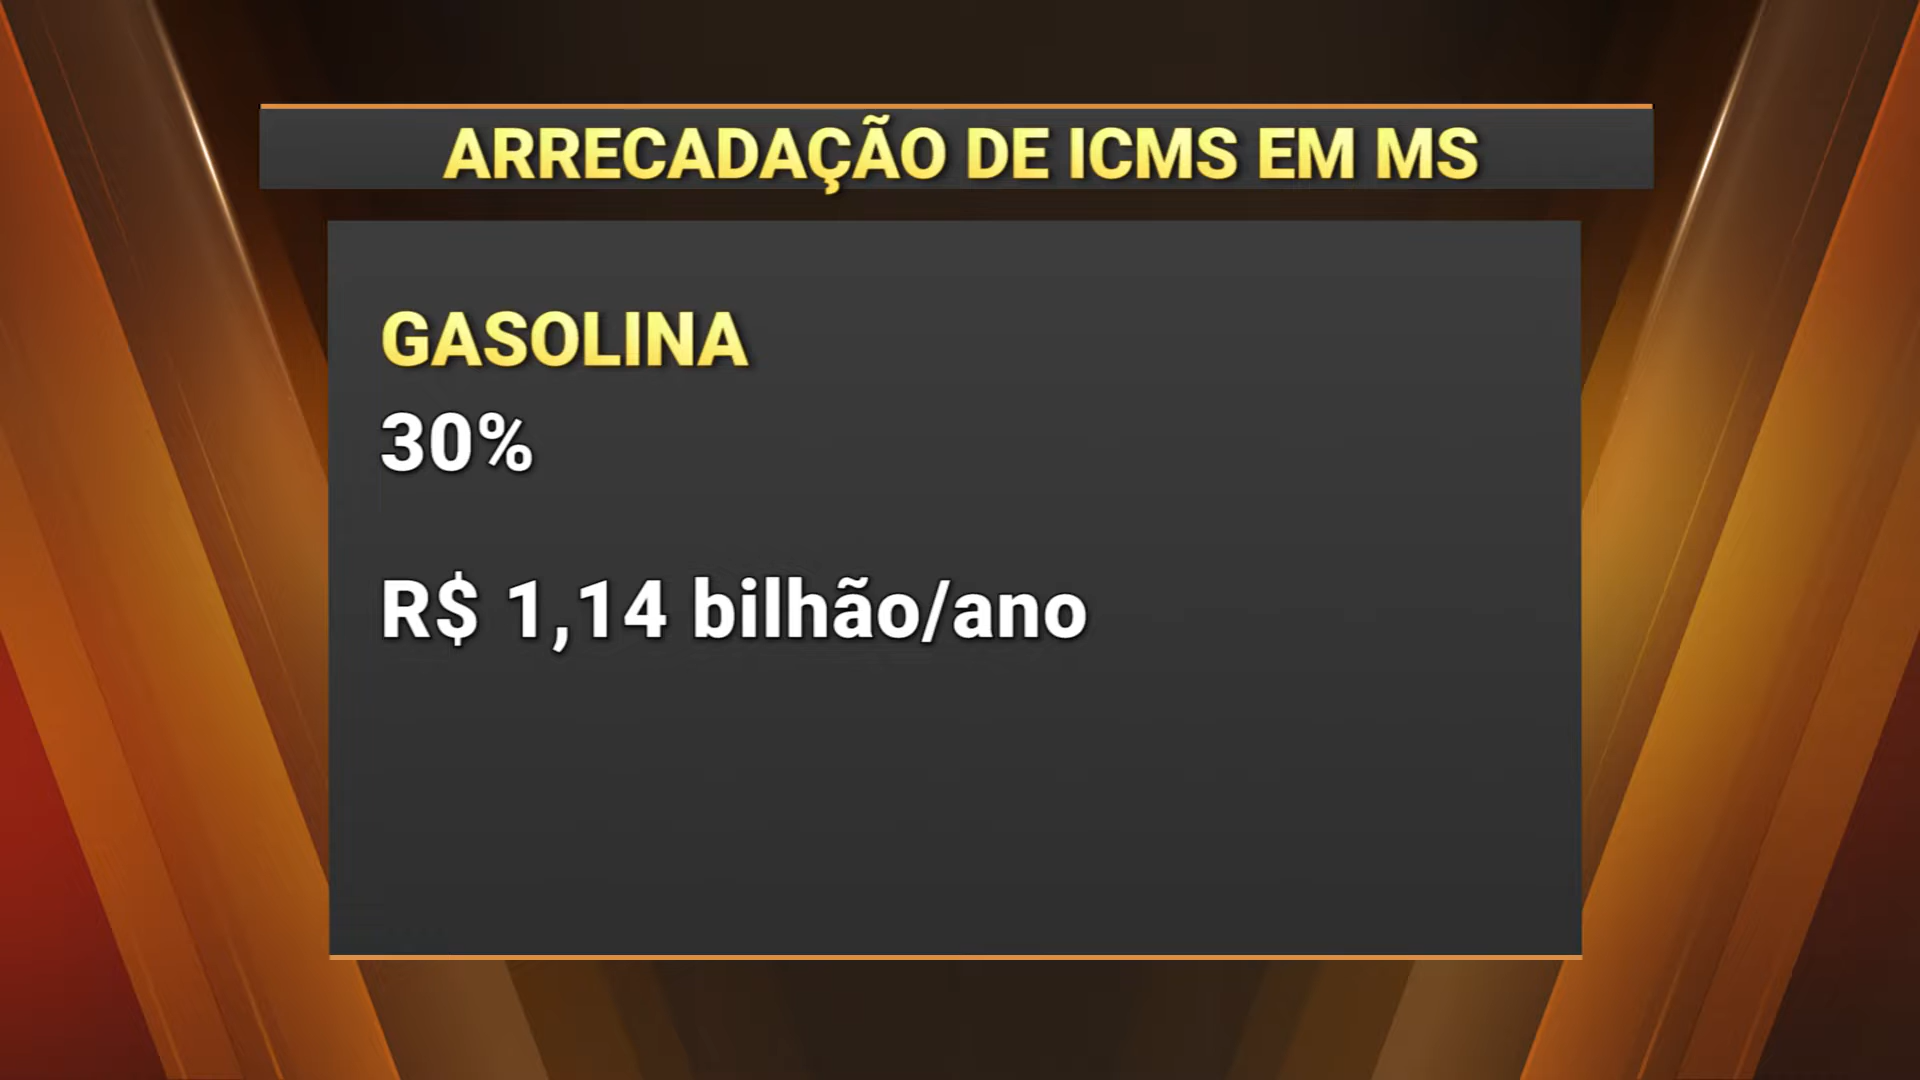 ARRECADAÇÃO DE ICMS EM MS
GASOLINA
30%
R$ 1,14 bilhão/ano